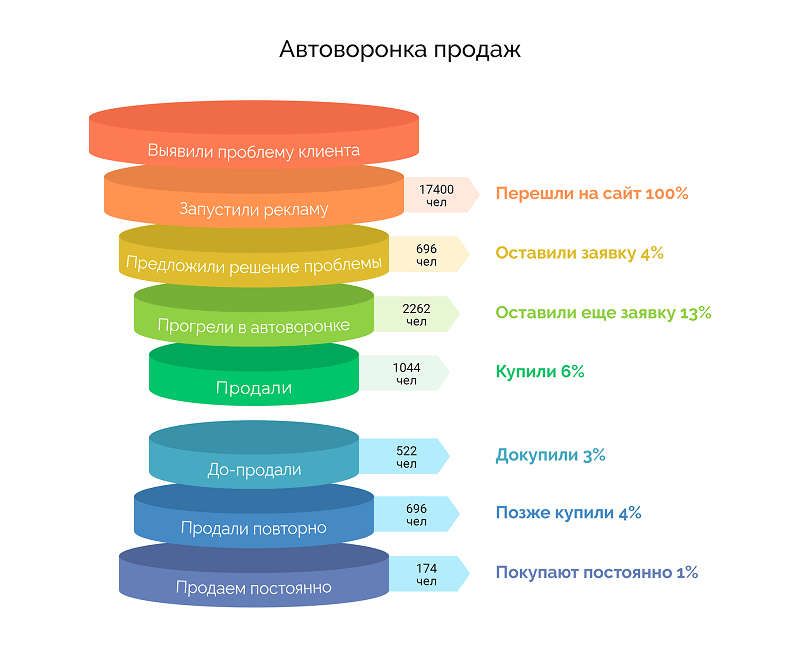 Автоворонка продаж
Выявили проблему клиента
Запустили рекламу
17400
чел
Перешли на сайт 100%
Предложили решение проблемы
696
чел
Оставили заявку 4%
Прогрели в автоворонке
2262
чел
Оставили еще заявку 13%
Продали
1044
чел
Купили 6%
До-продали
522
чел
Докупили 3%
Продали повторно
696
чел
Позже купили 4%
Продаем постоянно
174
чел
Покупают постоянно 1%